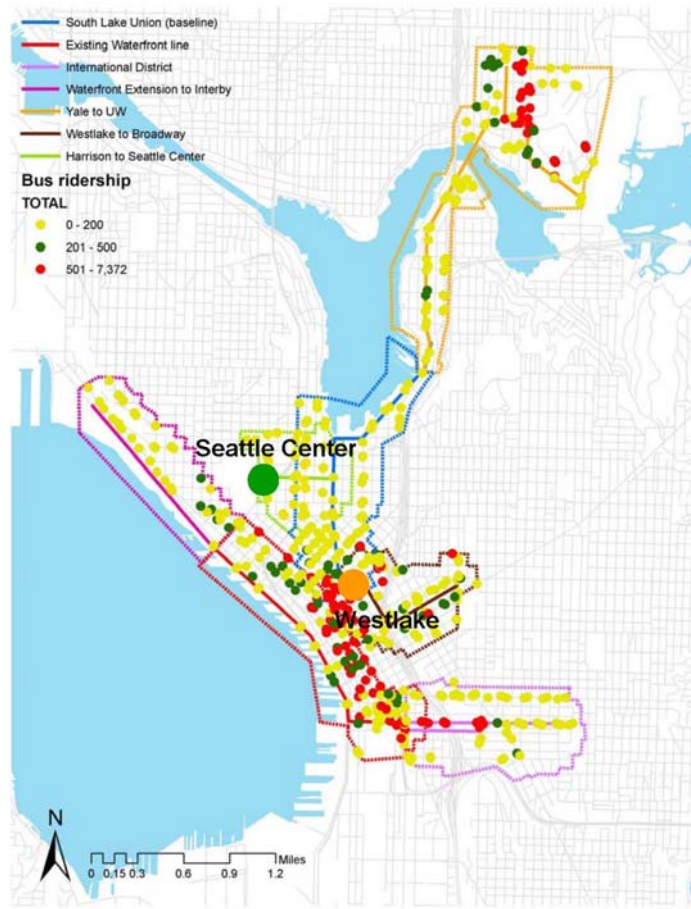 South Lake Union (baseline)
Existing Waterfront line
International District
Waterfront Extension to Interby
Yale to UW
Westlake to Broadway
Harrison to Seattle Center
Bus ridership
TOTAL
0 - 200
201 - 500
501 - 7,372
Seattle Center
Westlake
N
Miles
0 0.15 0.3 0.6 0.9 1.2